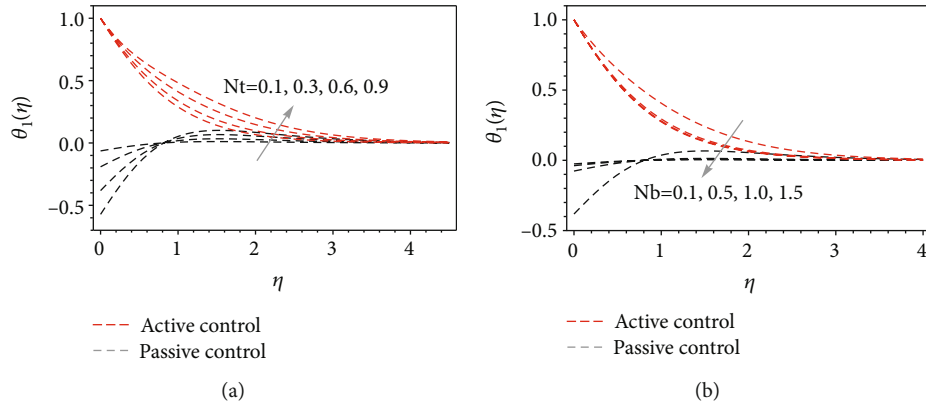 1.0
0.5
0.0
−0.5
θ₁(η)
Nt=0.1, 0.3, 0.6, 0.9
0
1
2
3
4
η
Active control
Passive control
(a)
1.0
0.5
0.0
−0.5
θ₁(η)
Nb=0.1, 0.5, 1.0, 1.5
0
1
2
3
4
η
Active control
Passive control
(b)